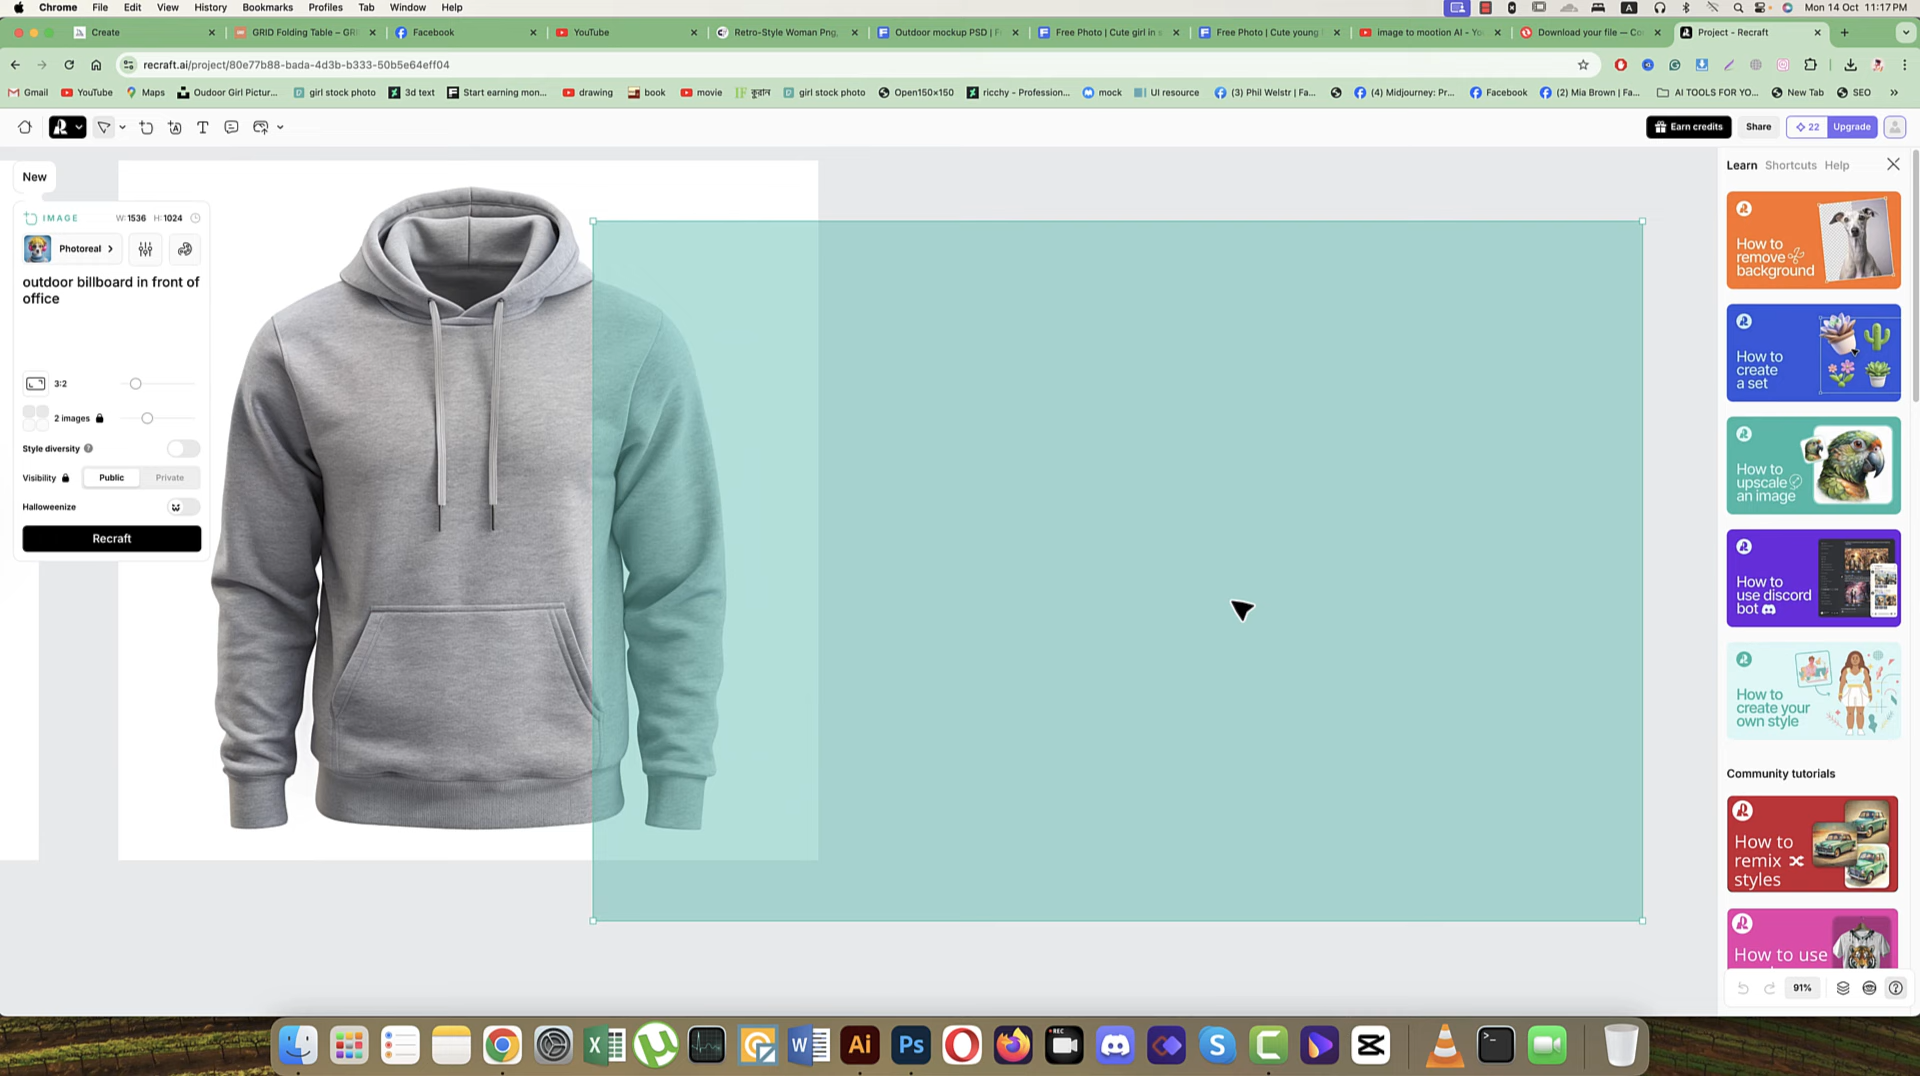 Chrome File Edit View History Bookmarks Profiles Tab Window Help
A Mon 14 Oct 11:17 PM
Create
GRID Folding Table – GRI
Facebook
YouTube
Retro-Style Woman Png,
Outdoor mockup PSD | F
Free Photo | Cute girl in s
Free Photo | Cute young
image to mootion AI - Yo
Download your file — Co
Project - Recraft
recraft.ai/project/80e77b88-bada-4d3b-b333-50b5e64eff04
Gmail
YouTube
Maps
Oudoor Girl Pictur...
girl stock photo
3d text
Start earning mon...
drawing
book
movie
girl stock photo
Open150×150
ricchy - Profession...
mock
UI resource
(3) Phil Welstr | Fa...
(4) Midjourney: Pr...
Facebook
(2) Mia Brown | Fa...
AI TOOLS FOR YO...
New Tab
SEO
Earn credits
Share
22
Upgrade
New
IMAGE W: 1536 H: 1024
Photoreal
outdoor billboard in front of
office
3:2
2 images
Style diversity
Visibility Public Private
Halloweenize
Recraft
Learn Shortcuts Help
How to
remove
background
How to
create
a set
How to
upscale
an image
How to
use discord
bot
How to
create your
own style
Community tutorials
How to
remix
styles
How to use
91%
REC
W
Ai
Ps
S